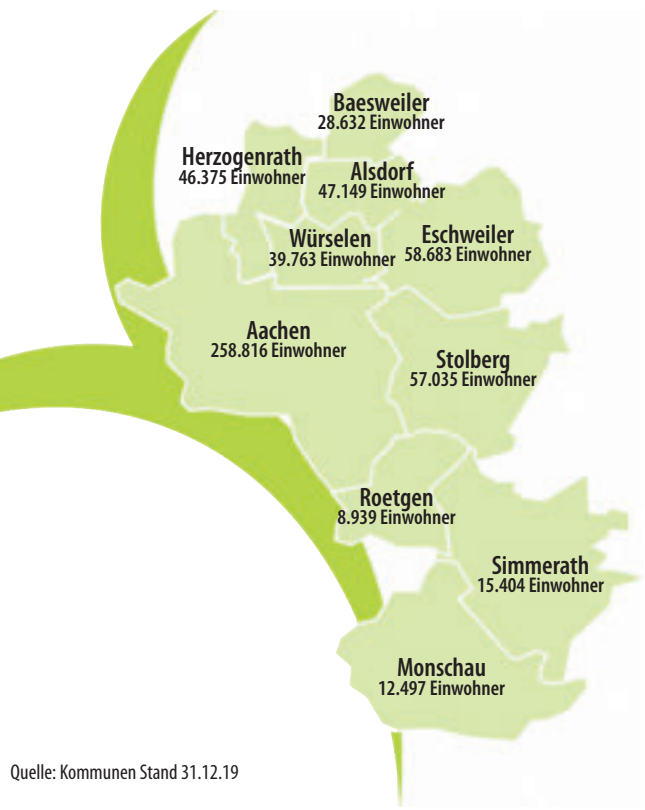 Baesweiler
28.632 Einwohner
Herzogenrath
46.375 Einwohner
Alsdorf
47.149 Einwohner
Würselen
39.763 Einwohner
Eschweiler
58.683 Einwohner
Aachen
258.816 Einwohner
Stolberg
57.035 Einwohner
Roetgen
8.939 Einwohner
Simmerath
15.404 Einwohner
Monschau
12.497 Einwohner
Quelle: Kommunen Stand 31.12.19